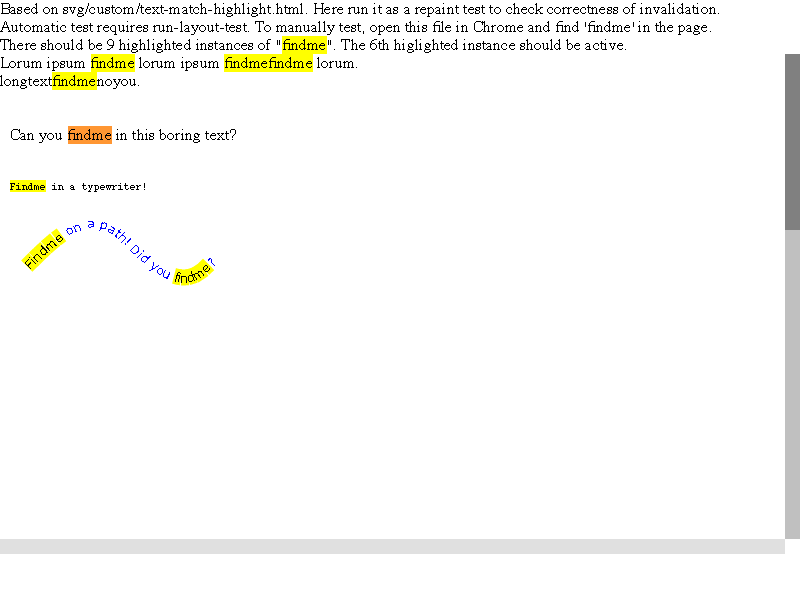 Based on svg/custom/text-match-highlight.html. Here run it as a repaint test to check correctness of invalidation.
Automatic test requires run-layout-test. To manually test, open this file in Chrome and find 'findme' in the page.
There should be 9 highlighted instances of "findme". The 6th higlighted instance should be active.
Lorum ipsum findme lorum ipsum findmefindme lorum.
longtextfindmenoyou.
Can you findme in this boring text?
Findme in a typewriter!
Findme on a path! Did you findme?